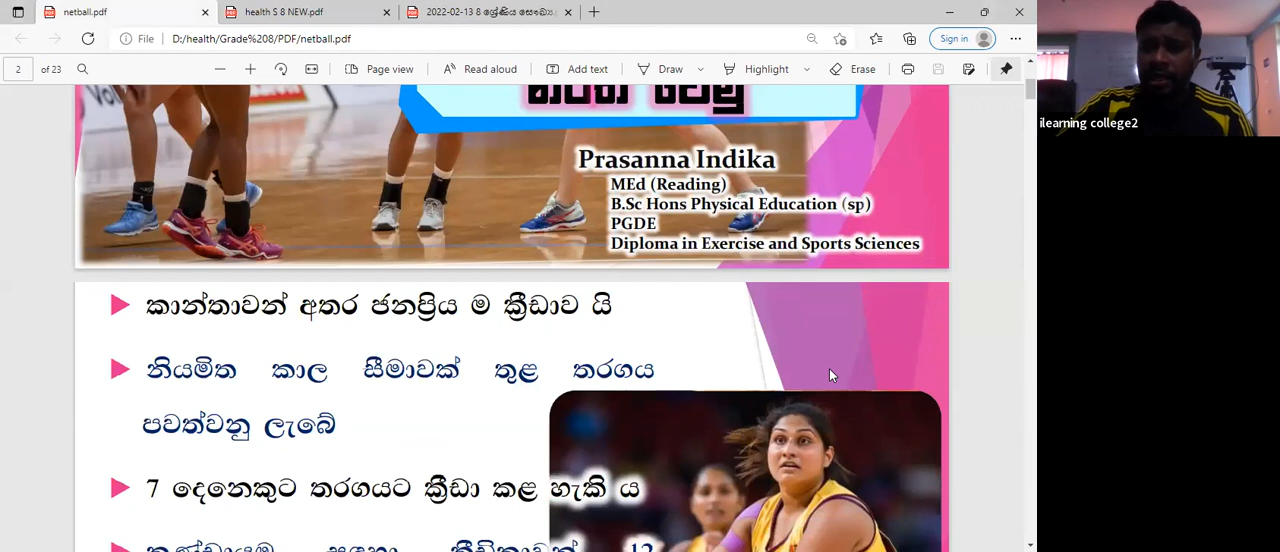 netball.pdf
health S 8 NEW.pdf
2022-02-13 8 ශ්‍රේණිය සෞඛ්‍ය
File D:/health/Grade%208/PDF/netball.pdf
Sign in
2 of 23
Page view
Read aloud
Add text
Draw
Highlight
Erase
ilearning college2
Prasanna Indika
MEd (Reading)
B.Sc Hons Physical Education (sp)
PGDE
Diploma in Exercise and Sports Sciences
කාන්තාවන් අතර ජනප්‍රිය ම ක්‍රීඩාව යි
නියමිත කාල සීමාවක් තුළ තරගය
පවත්වනු ලැබේ
7 දෙනෙකුට තරගයට ක්‍රීඩා කළ හැකි ය